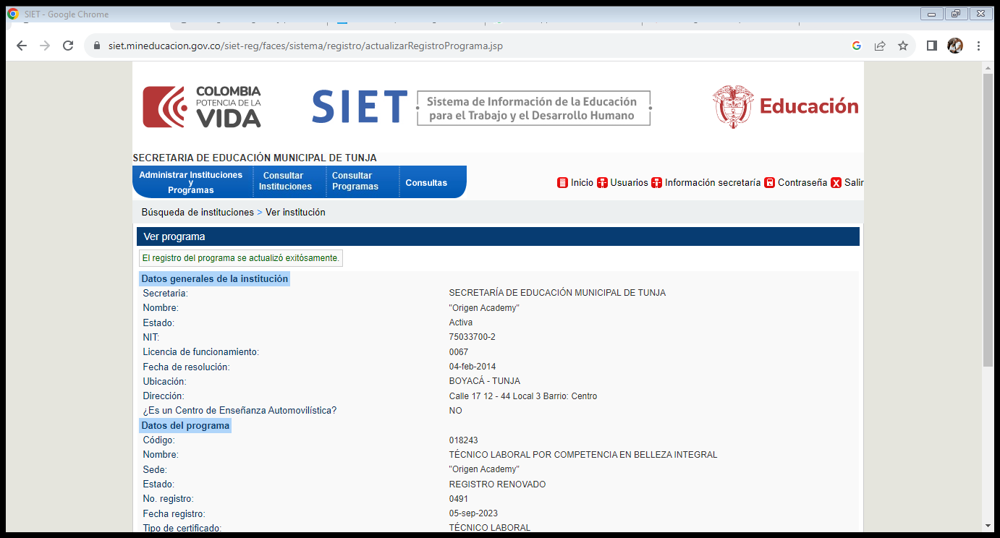 SIET - Google Chrome
siet.mineducacion.gov.co/siet-reg/faces/sistema/registro/actualizarRegistroPrograma.jsp
COLOMBIA
POTENCIA DE LA
VIDA
SIET
Sistema de Información de la Educación
para el Trabajo y el Desarrollo Humano
Educación
SECRETARIA DE EDUCACIÓN MUNICIPAL DE TUNJA
Administrar Instituciones
y
Programas
Consultar
Instituciones
Consultar
Programas
Consultas
Inicio Usuarios Información secretaría Contraseña Salir
Búsqueda de instituciones > Ver institución
Ver programa
El registro del programa se actualizó exitósamente.
Datos generales de la institución
Secretaria: SECRETARÍA DE EDUCACIÓN MUNICIPAL DE TUNJA
Nombre: "Origen Academy"
Estado: Activa
NIT: 75033700-2
Licencia de funcionamiento: 0067
Fecha de resolución: 04-feb-2014
Ubicación: BOYACÁ - TUNJA
Dirección: Calle 17 12 - 44 Local 3 Barrio: Centro
¿Es un Centro de Enseñanza Automovilística? NO
Datos del programa
Código: 018243
Nombre: TÉCNICO LABORAL POR COMPETENCIA EN BELLEZA INTEGRAL
Sede: "Origen Academy"
Estado: REGISTRO RENOVADO
No. registro: 0491
Fecha registro: 05-sep-2023
Tipo de certificado: TÉCNICO LABORAL